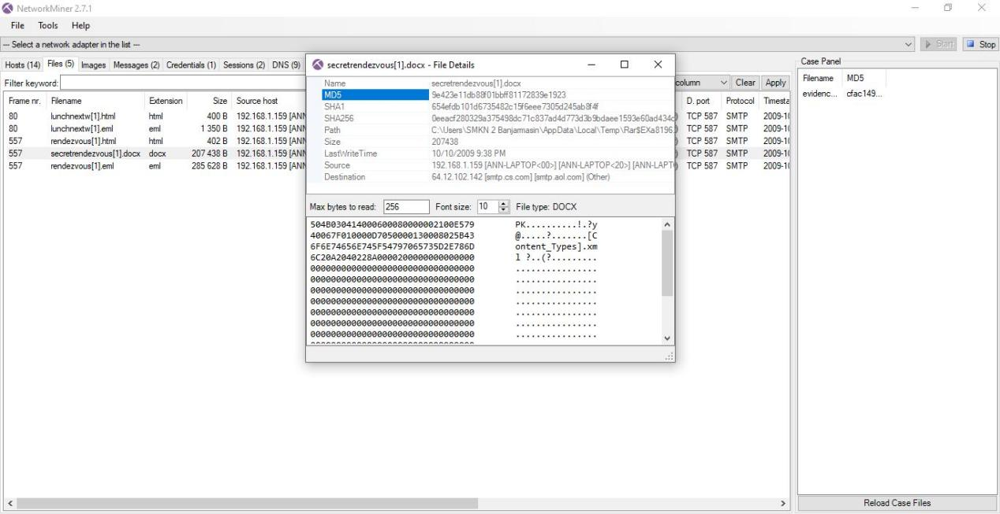 NetworkMiner 2.7.1
File Tools Help
--- Select a network adapter in the list ---
Start Stop
Hosts (14) Files (5) Images Messages (2) Credentials (1) Sessions (2) DNS (9)
Filter keyword:
column Clear Apply
Frame nr. Filename Extension Size Source host D. port Protocol Timesta
80 lunchnextw[1].html html 400 B 192.168.1.159 [ANN TCP 587 SMTP 2009-10
80 lunchnextw[1].eml eml 1 350 B 192.168.1.159 [ANN TCP 587 SMTP 2009-10
557 rendezvous[1].html html 402 B 192.168.1.159 [ANN TCP 587 SMTP 2009-10
557 secretrendezvous[1].docx docx 207 438 B 192.168.1.159 [ANN TCP 587 SMTP 2009-10
557 rendezvous[1].eml eml 285 628 B 192.168.1.159 [ANN TCP 587 SMTP 2009-10
secretrendezvous[1].docx - File Details
Name secretrendezvous[1].docx
MD5 9e423e11db88f01bbff81172839e1923
SHA1 654efdb101d6735482c15f6eee7305d245ab8f4f
SHA256 0eeacf280329a375498dc71c837ad4d773d3b9bdaee1593e60ad434c
Path C:\Users\SMKN 2 Banjarmasin\AppData\Local\Temp\Rar$EXa8196.
Size 207438
LastWriteTime 10/10/2009 9:38 PM
Source 192.168.1.159 [ANN-LAPTOP<00>] [ANN-LAPTOP<20>] [ANN-LAPT
Destination 64.12.102.142 [smtp.cs.com] [smtp.aol.com] (Other)
Max bytes to read: 256 Font size: 10 File type: DOCX
504B030414000600080000002100E579 PK..........!.?y
40067F010000D7050000130008025B43 @.....?.......[C
6F6E74656E745F54797065735D2E786D ontent_Types].xm
6C20A2040228A0000200000000000000 l ?..(?.........
00000000000000000000000000000000 ................
00000000000000000000000000000000 ................
00000000000000000000000000000000 ................
00000000000000000000000000000000 ................
00000000000000000000000000000000 ................
00000000000000000000000000000000 ................
00000000000000000000000000000000 ................
00000000000000000000000000000000
Case Panel
Filename MD5
evidenc... cfac149...
Reload Case Files